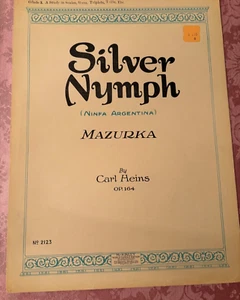 Silver
Nymph
(NINFA ARGENTINA)
MAZURKA
By
Carl Heins
OP. 164
Nº 2123